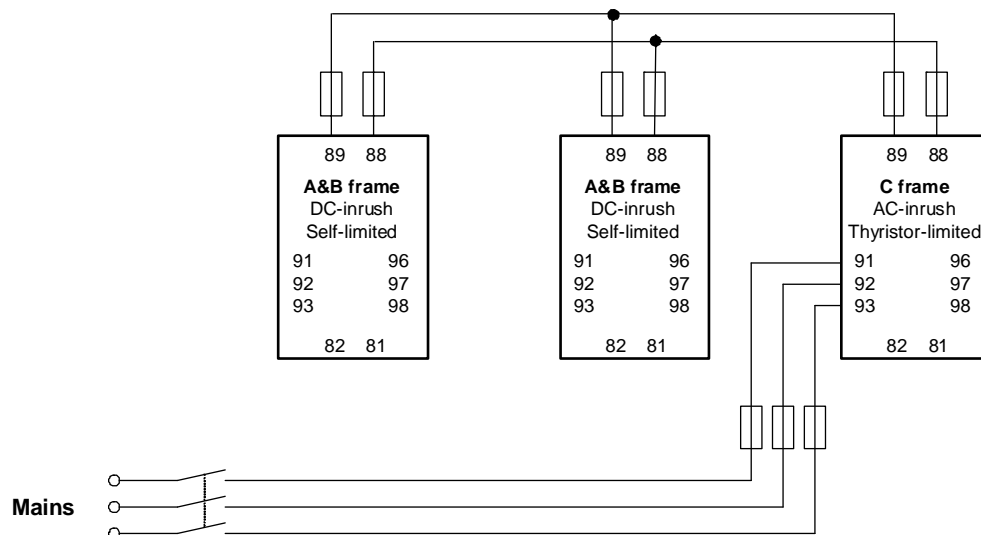 89 88
A&B frame
DC-inrush
Self-limited
91 96
92 97
93 98
82 81
89 88
A&B frame
DC-inrush
Self-limited
91 96
92 97
93 98
82 81
89 88
C frame
AC-inrush
Thyristor-limited
91 96
92 97
93 98
82 81
Mains